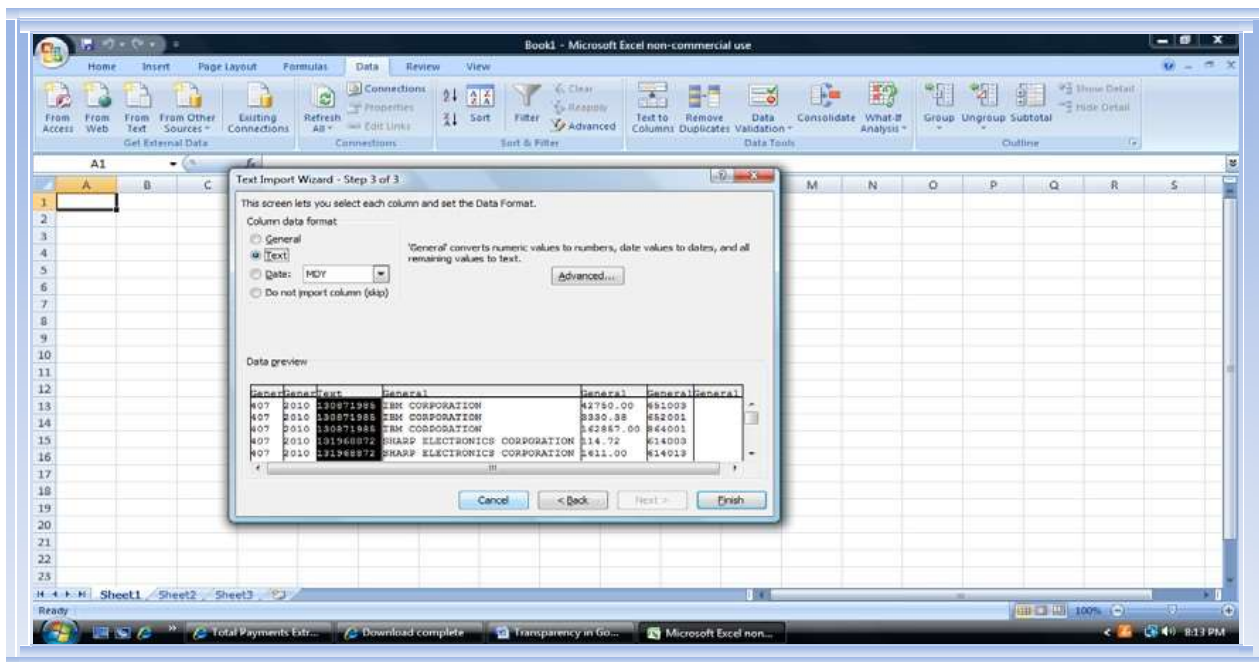 Book1 - Microsoft Excel non-commercial use
Home Insert Page Layout Formulas Data Review View
From Access
From Web
From Text
From Other Sources
Existing Connections
Get External Data
Refresh All
Connections
Properties
Edit Links
Connections
Sort
Filter
Clear
Reapply
Advanced
Sort & Filter
Text to Columns
Remove Duplicates
Data Validation
Consolidate
What-If Analysis
Data Tools
Group
Ungroup
Subtotal
Show Detail
Hide Detail
Outline
A1
A B C M N O P Q R S
Text Import Wizard - Step 3 of 3
This screen lets you select each column and set the Data Format.
Column data format
General
Text
Date: MDY
Do not import column (skip)
'General' converts numeric values to numbers, date values to dates, and all
remaining values to text.
Advanced...
Data preview
Gener Gener Text General General General General
407 2010 130871985 IBM CORPORATION 42750.00 651003
407 2010 130871985 IBM CORPORATION 3330.38 652001
407 2010 130871985 IBM CORPORATION 162867.00 864001
407 2010 131968872 SHARP ELECTRONICS CORPORATION 114.72 614003
407 2010 131968872 SHARP ELECTRONICS CORPORATION 1611.00 614013
Cancel < Back Next > Finish
1
2
3
4
5
6
7
8
9
10
11
12
13
14
15
16
17
18
19
20
21
22
23
Sheet1 Sheet2 Sheet3
Ready
100%
Total Payments Extr... Download complete Transparency in Go... Microsoft Excel non... 8:13 PM